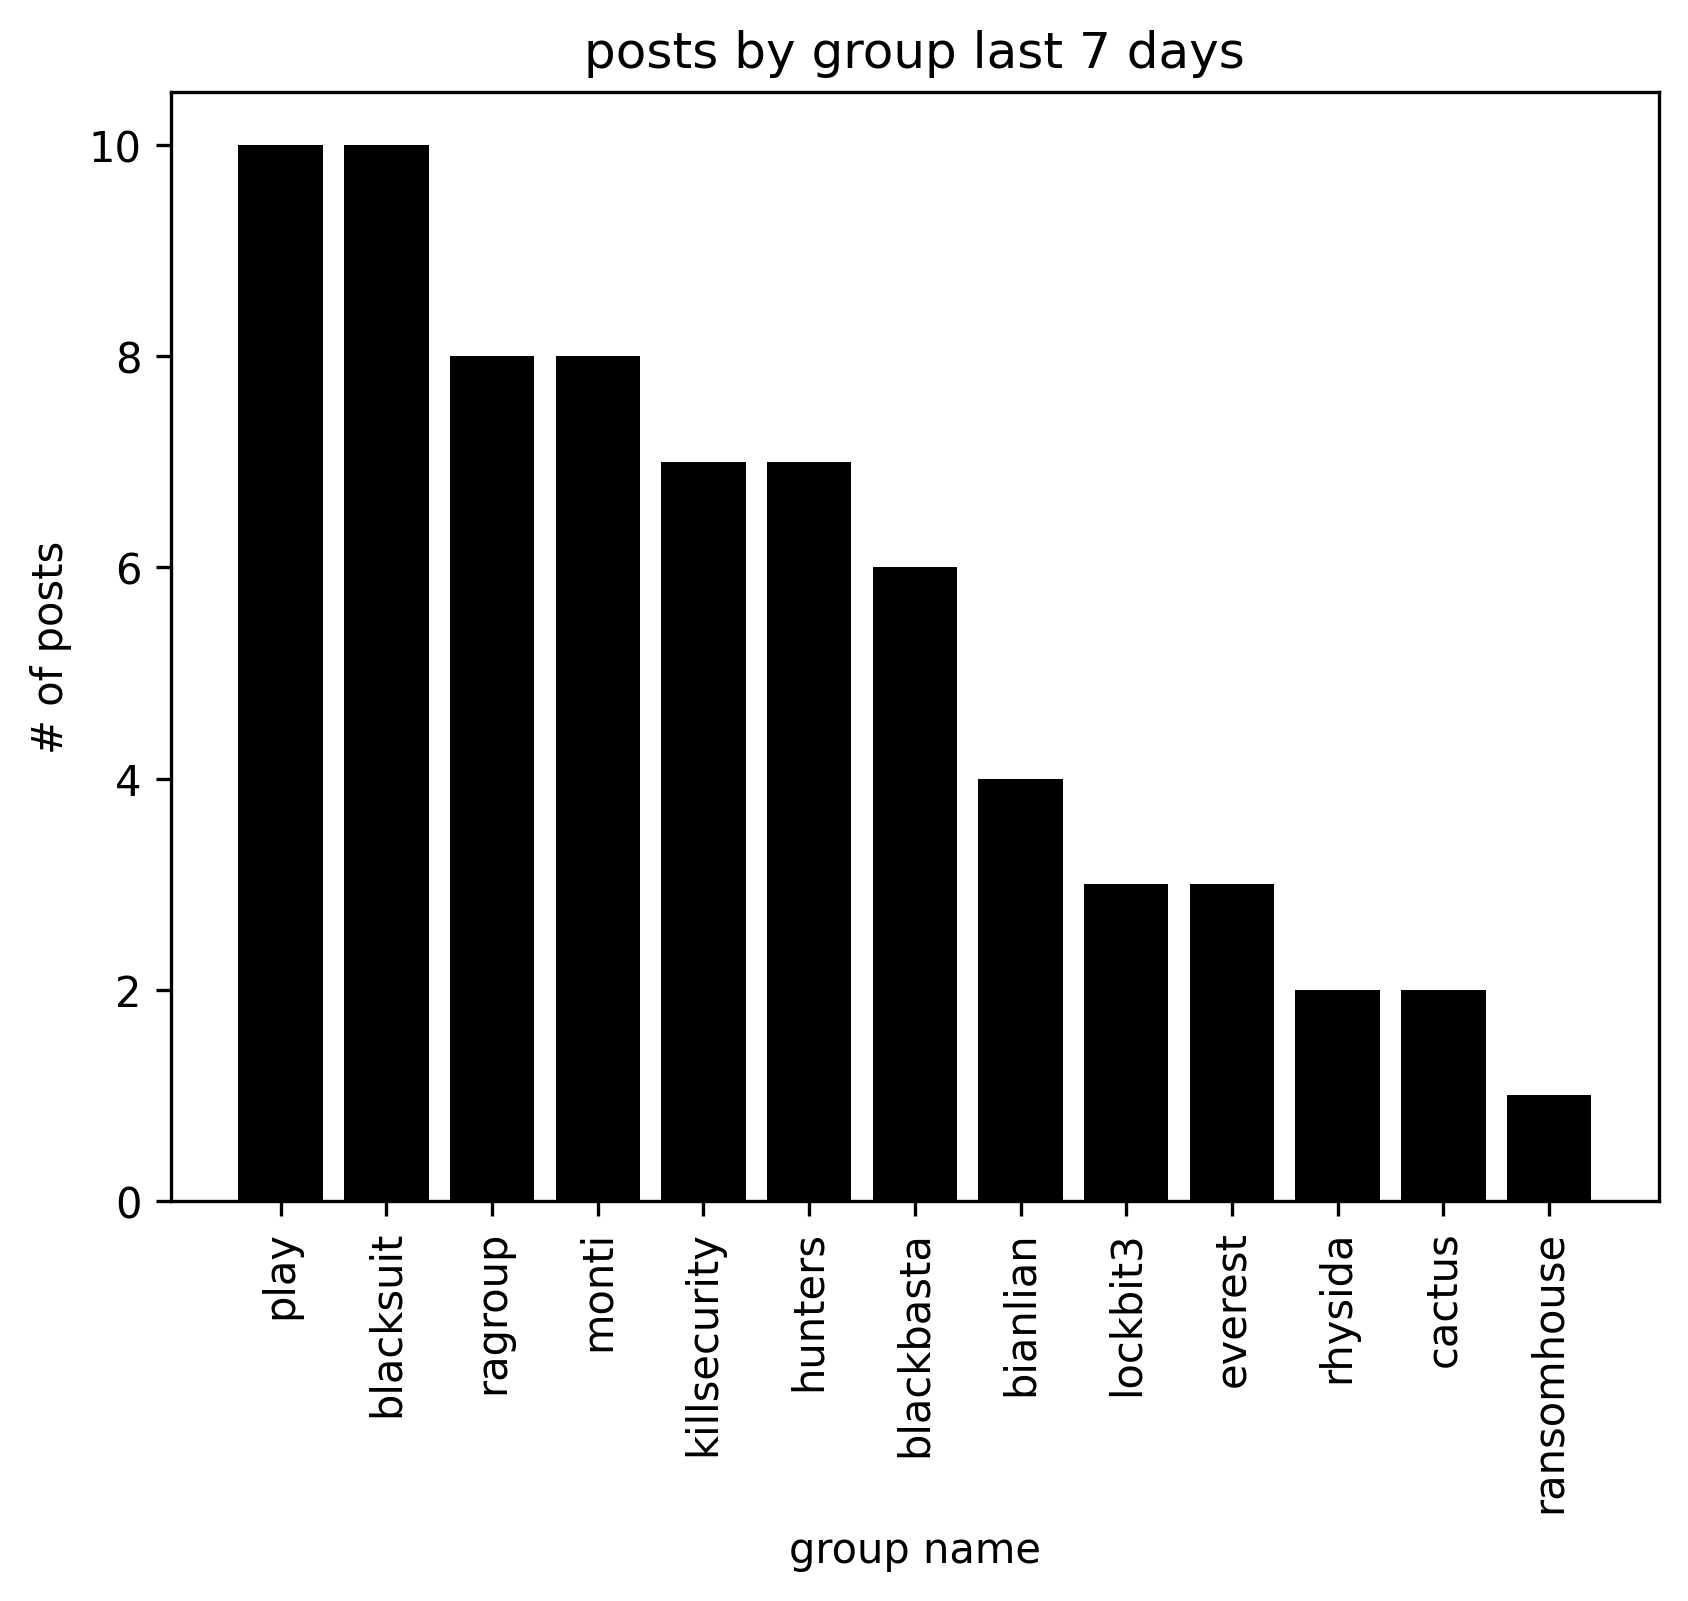 posts by group last 7 days
10
8
6
4
2
0
# of posts
play
blacksuit
ragroup
monti
killsecurity
hunters
blackbasta
bianlian
lockbit3
everest
rhysida
cactus
ransomhouse
group name